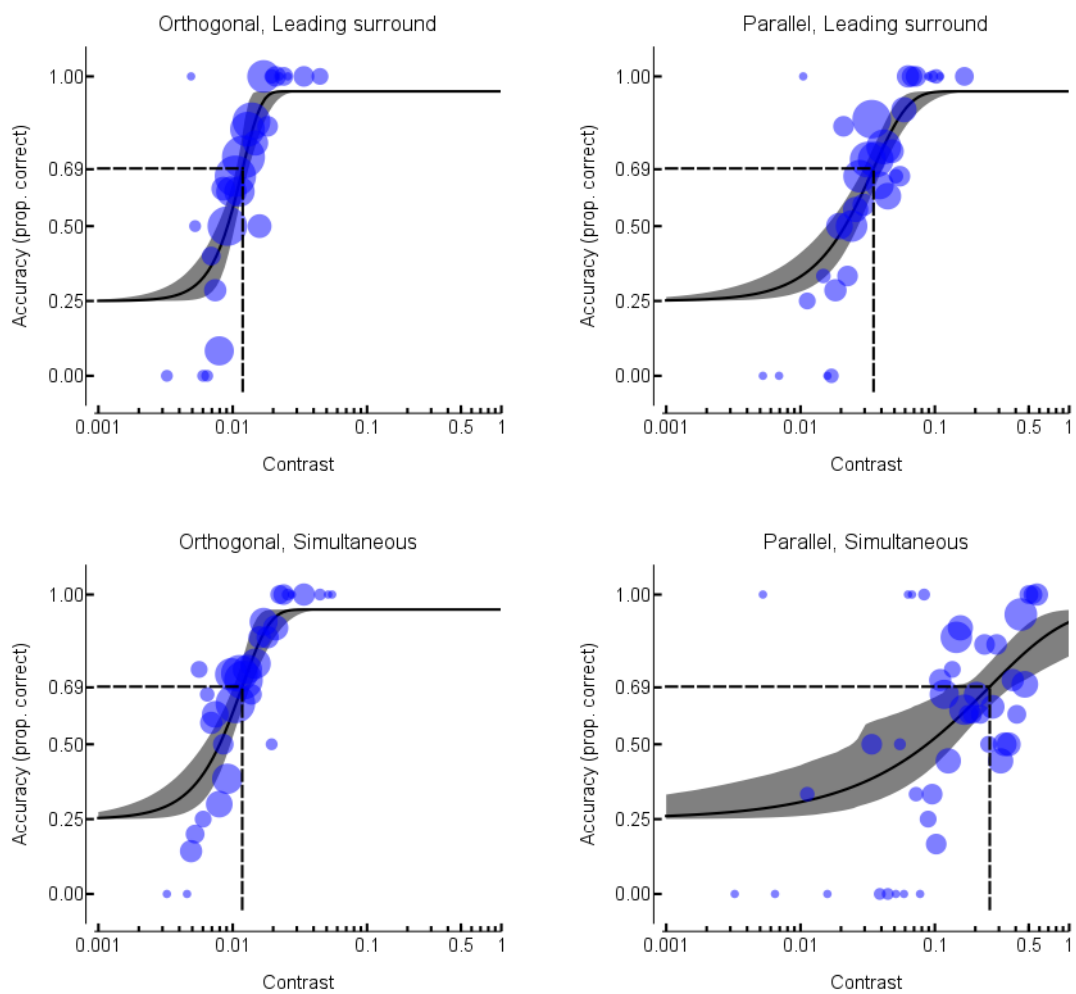 Orthogonal, Leading surround
Accuracy (prop. correct)
1.00
0.69
0.50
0.25
0.00
0.001 0.01 0.1 0.5 1
Contrast
Parallel, Leading surround
Accuracy (prop. correct)
1.00
0.69
0.50
0.25
0.00
0.001 0.01 0.1 0.5 1
Contrast
Orthogonal, Simultaneous
Accuracy (prop. correct)
1.00
0.69
0.50
0.25
0.00
0.001 0.01 0.1 0.5 1
Contrast
Parallel, Simultaneous
Accuracy (prop. correct)
1.00
0.69
0.50
0.25
0.00
0.001 0.01 0.1 0.5 1
Contrast